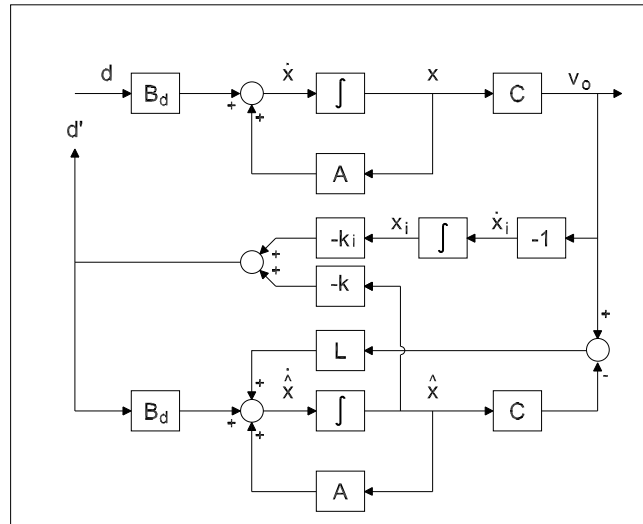 d B_d + + ẋ ∫ x C v_o
d'
A
-k_i x_i ∫ ẋ_i -1
+
+
-k
+
L
-
B_d + + + x̂̇ ∫ x̂ C
A